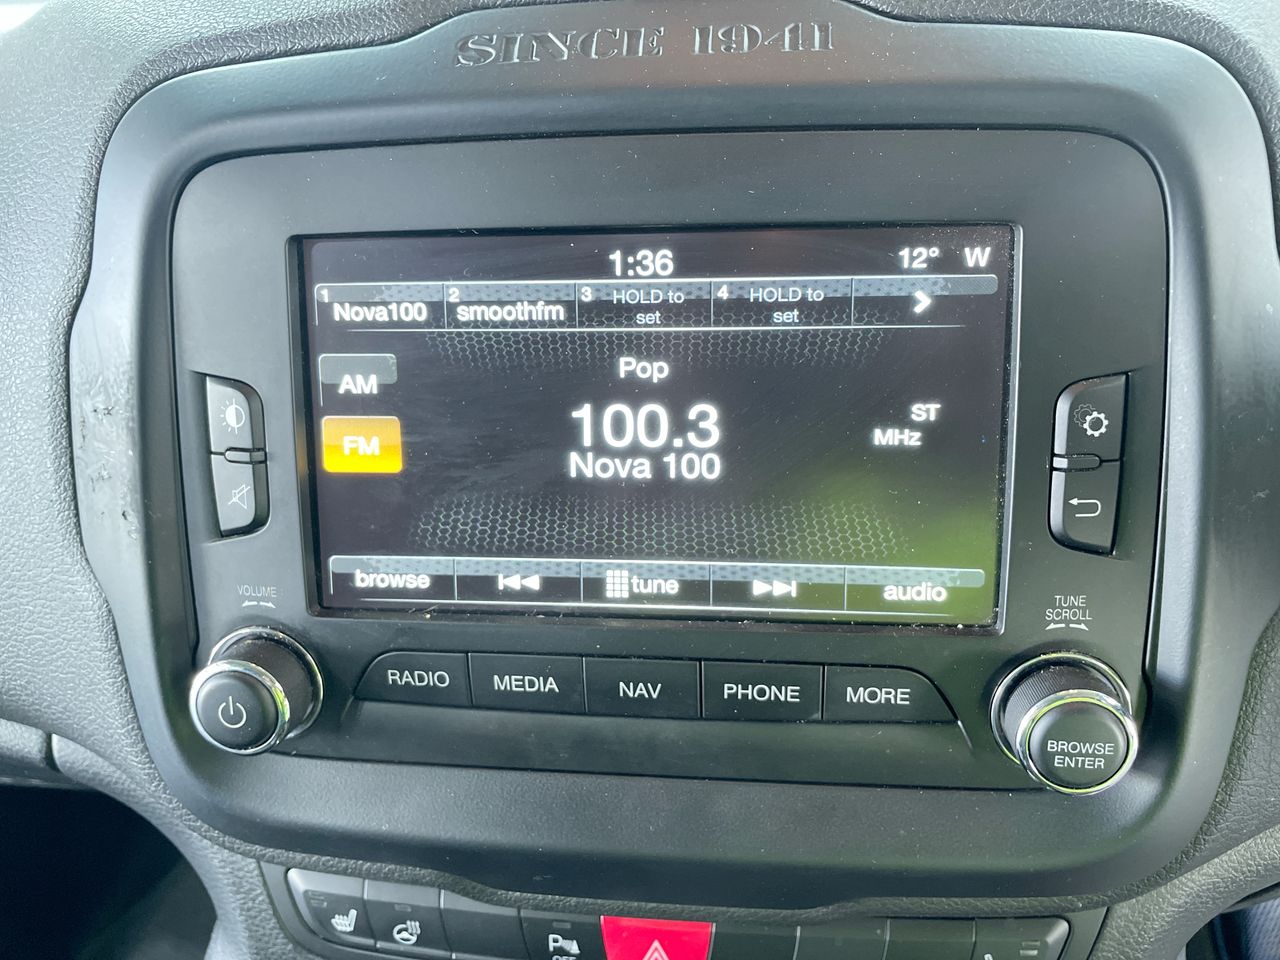 SINCE 1941
1:36 12° W
1 Nova100 2 smoothfm 3 HOLD to set 4 HOLD to set
Pop
AM
100.3 ST
FM MHz
Nova 100
browse tune audio
VOLUME
TUNE
SCROLL
RADIO MEDIA NAV PHONE MORE
BROWSE
ENTER
P
OFF